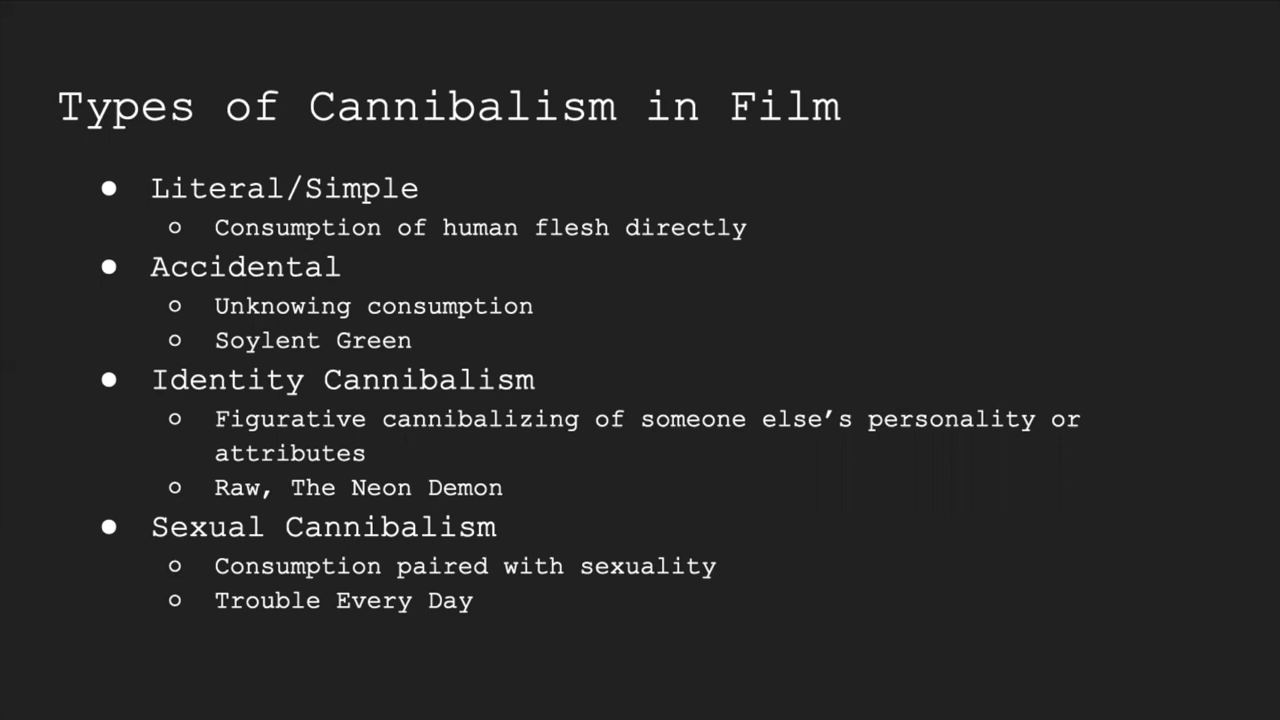 Types of Cannibalism in Film
● Literal/Simple
○ Consumption of human flesh directly
● Accidental
○ Unknowing consumption
○ Soylent Green
● Identity Cannibalism
○ Figurative cannibalizing of someone else’s personality or
attributes
○ Raw, The Neon Demon
● Sexual Cannibalism
○ Consumption paired with sexuality
○ Trouble Every Day